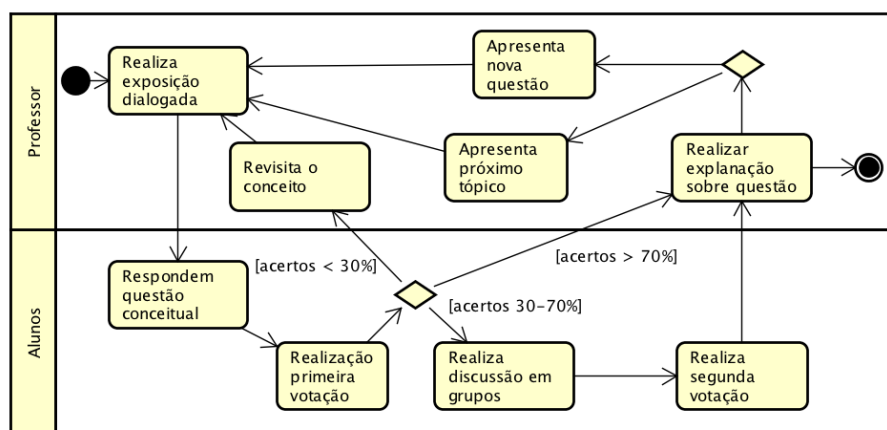 Professor
Realiza
exposição
dialogada
Apresenta
nova
questão
Revisita o
conceito
Apresenta
próximo
tópico
Realizar
explanação
sobre questão
Alunos
[acertos < 30%]
[acertos > 70%]
[acertos 30-70%]
Respondem
questão
conceitual
Realização
primeira
votação
Realiza
discussão em
grupos
Realiza
segunda
votação